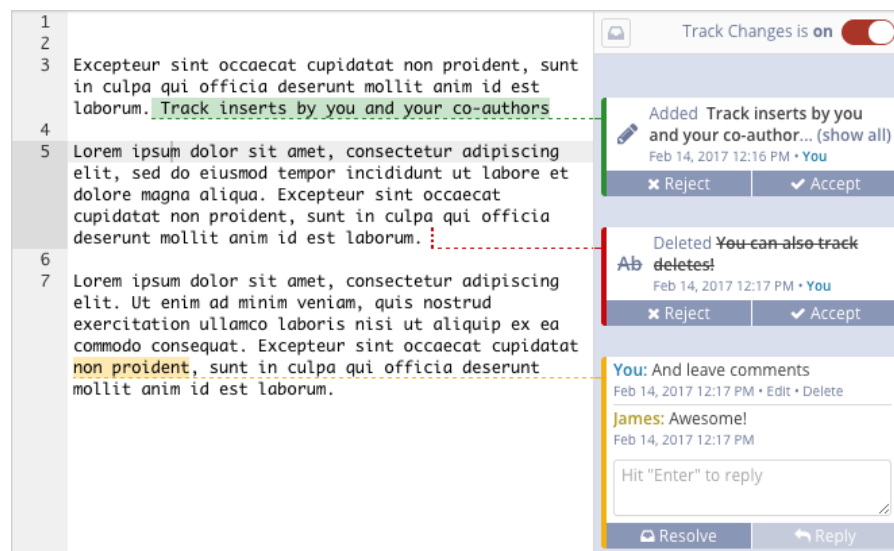 1
2
3 Excepteur sint occaecat cupidatat non proident, sunt
in culpa qui officia deserunt mollit anim id est
laborum. Track inserts by you and your co-authors
4
5 Lorem ipsum dolor sit amet, consectetur adipiscing
elit, sed do eiusmod tempor incididunt ut labore et
dolore magna aliqua. Excepteur sint occaecat
cupidatat non proident, sunt in culpa qui officia
deserunt mollit anim id est laborum.
6
7 Lorem ipsum dolor sit amet, consectetur adipiscing
elit. Ut enim ad minim veniam, quis nostrud
exercitation ullamco laboris nisi ut aliquip ex ea
commodo consequat. Excepteur sint occaecat cupidatat
non proident, sunt in culpa qui officia deserunt
mollit anim id est laborum.
Track Changes is on
Added Track inserts by you
and your co-author... (show all)
Feb 14, 2017 12:16 PM • You
Reject Accept
Ab Deleted You can also track
deletes!
Feb 14, 2017 12:17 PM • You
Reject Accept
You: And leave comments
Feb 14, 2017 12:17 PM • Edit • Delete
James: Awesome!
Feb 14, 2017 12:17 PM
Hit "Enter" to reply
Resolve Reply